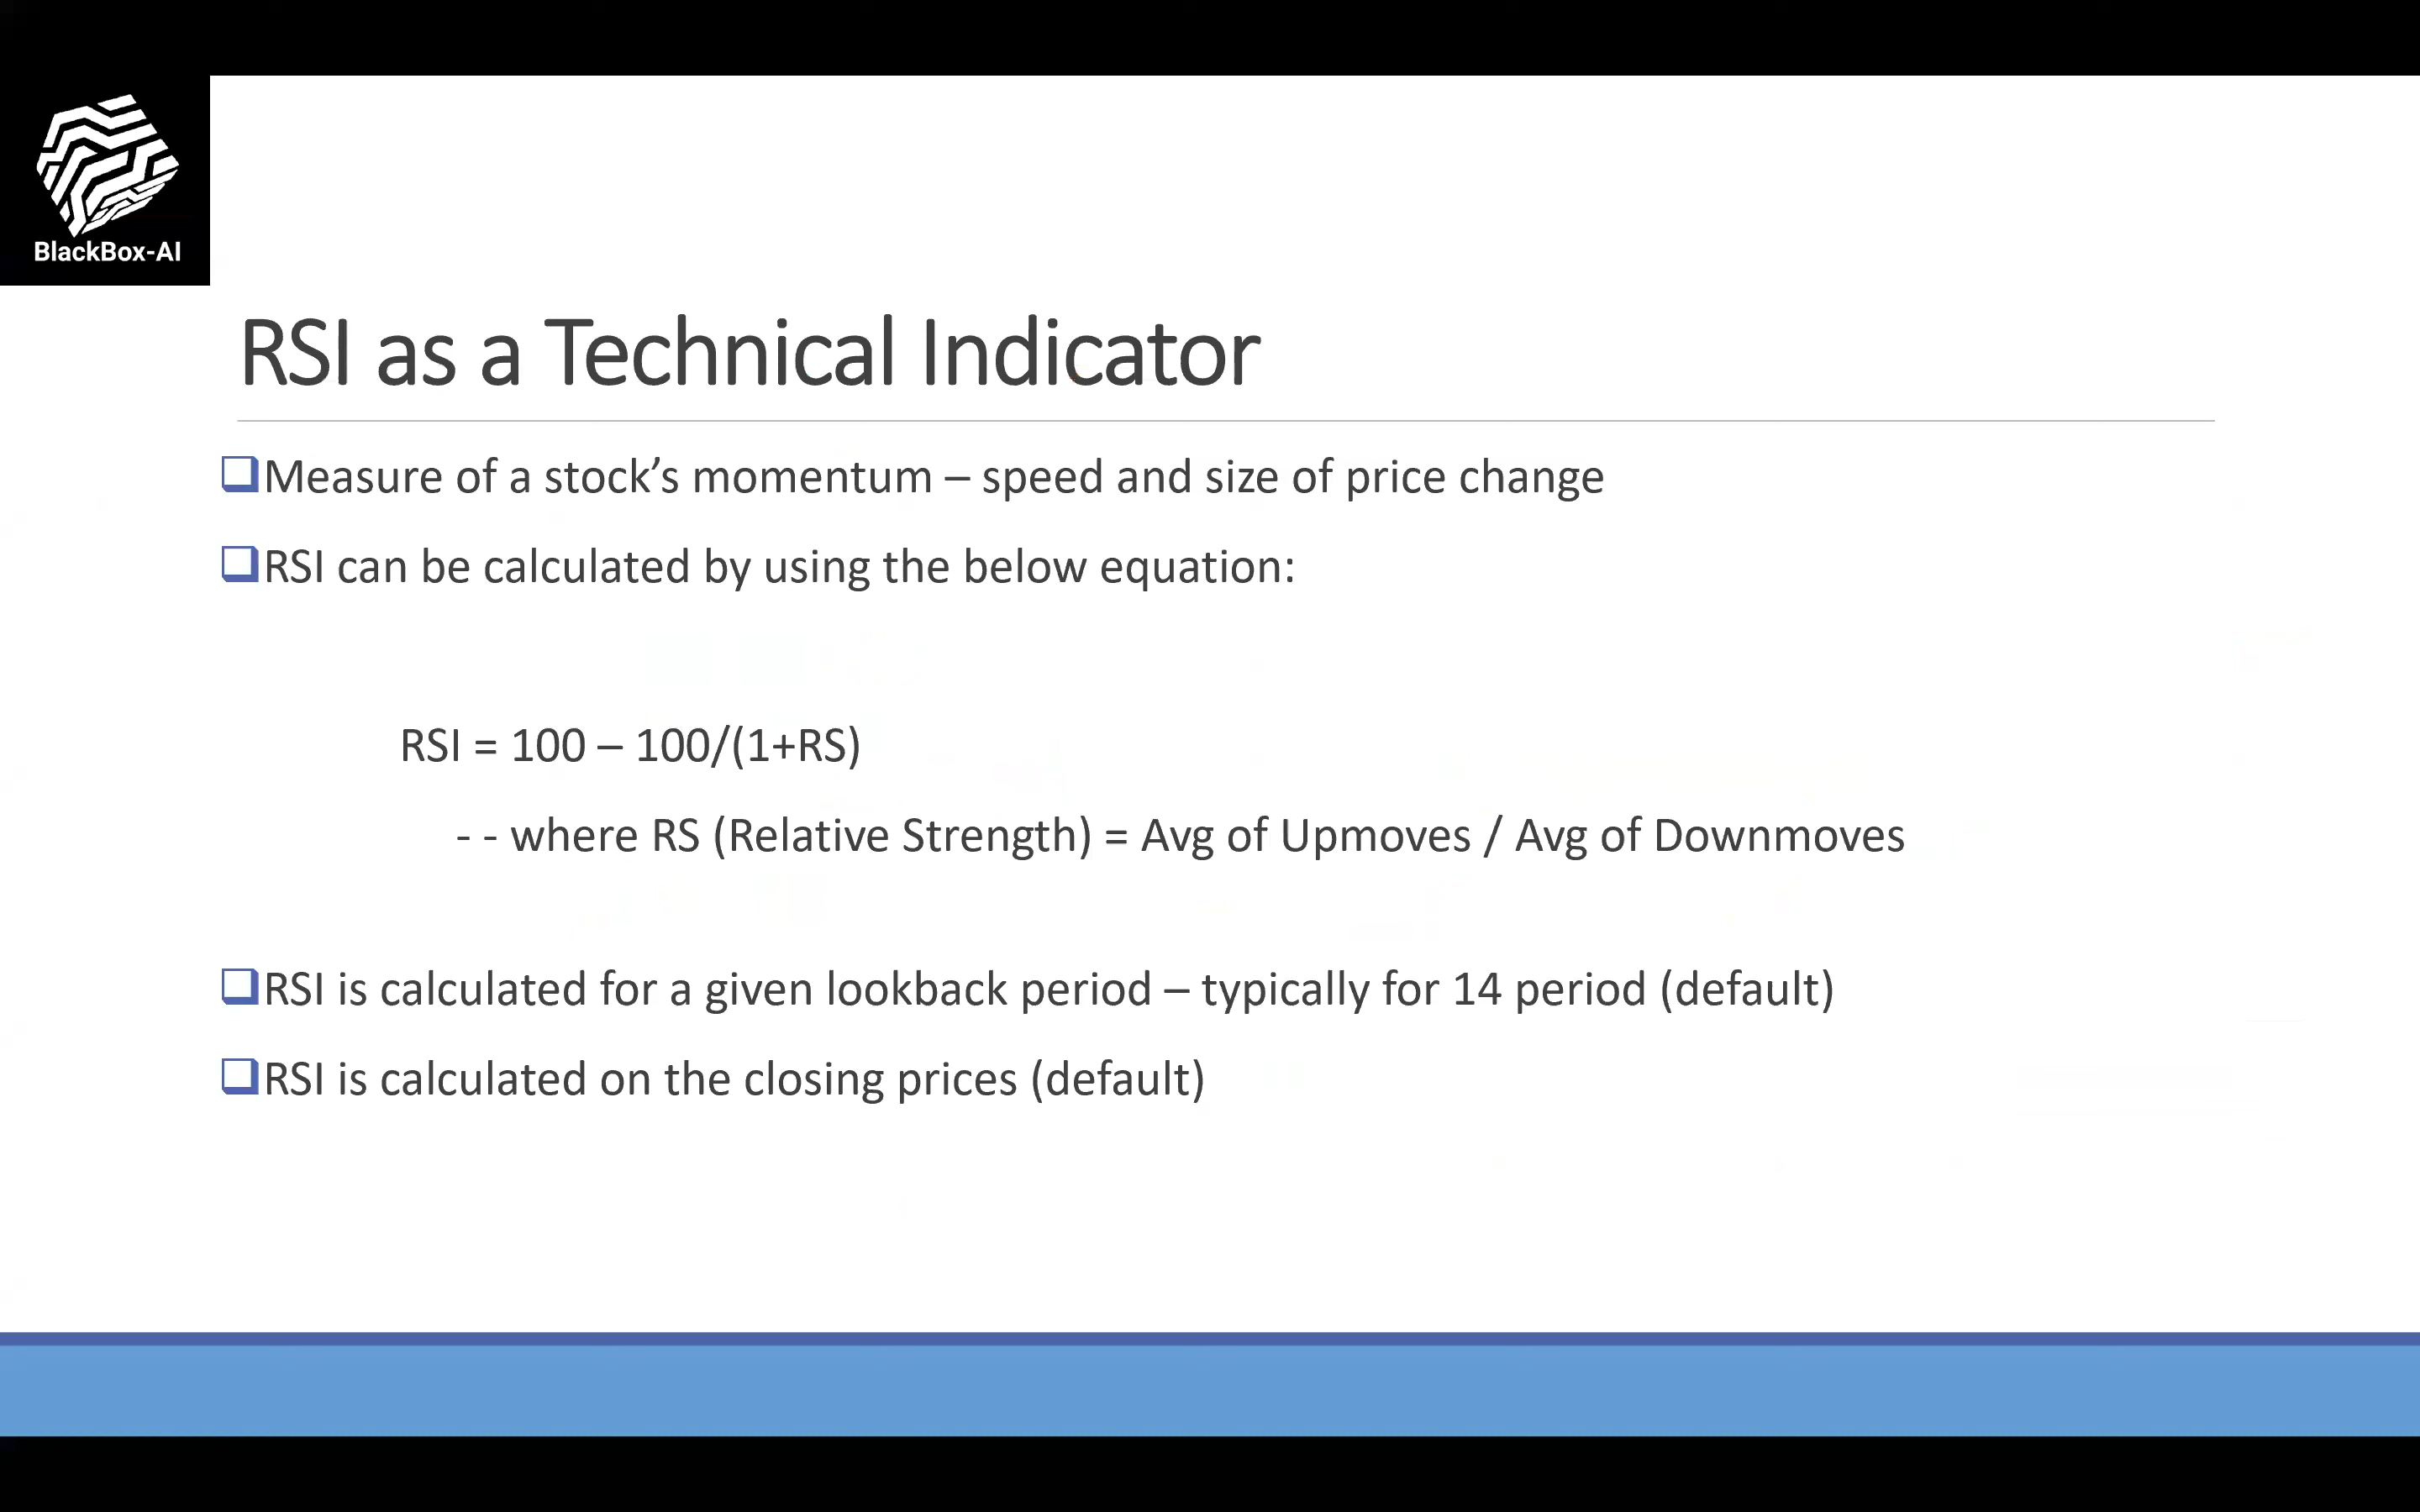 BlackBox-AI
RSI as a Technical Indicator
Measure of a stock’s momentum – speed and size of price change
RSI can be calculated by using the below equation:
RSI = 100 – 100/(1+RS)
- - where RS (Relative Strength) = Avg of Upmoves / Avg of Downmoves
RSI is calculated for a given lookback period – typically for 14 period (default)
RSI is calculated on the closing prices (default)